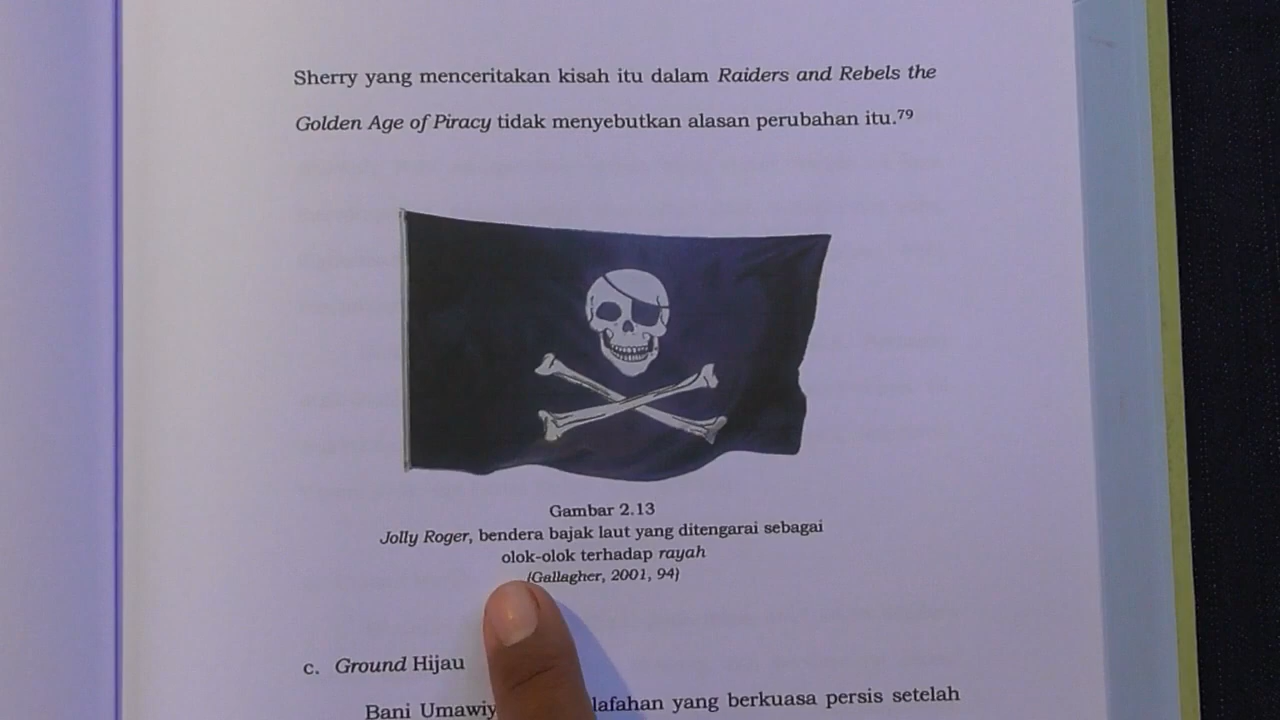 Sherry yang menceritakan kisah itu dalam Raiders and Rebels the
Golden Age of Piracy tidak menyebutkan alasan perubahan itu.79
Gambar 2.13
Jolly Roger, bendera bajak laut yang ditengarai sebagai
olok-olok terhadap rayah
(Gallagher, 2001, 94)
c. Ground Hijau
Bani Umawiy lafahan yang berkuasa persis setelah